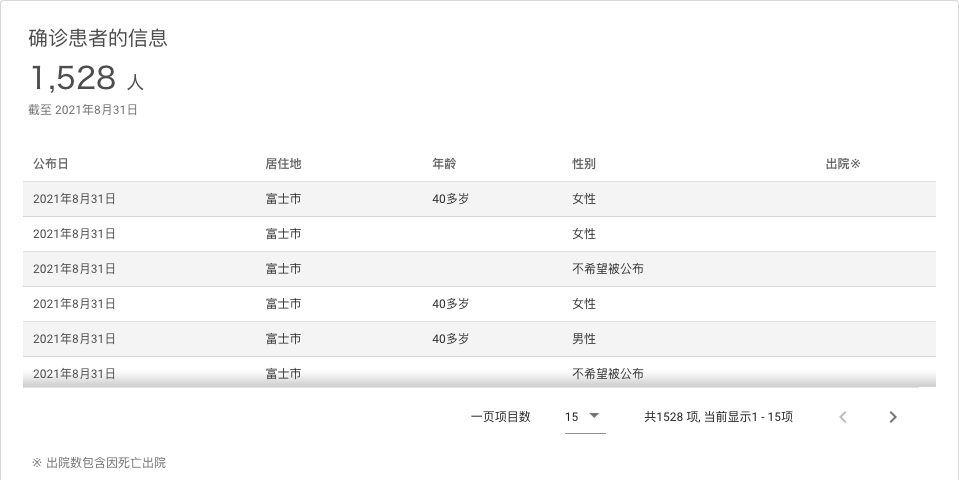 确诊患者的信息
1,528 人
截至 2021年8月31日
公布日 居住地 年龄 性别 出院※
2021年8月31日 富士市 40多岁 女性
2021年8月31日 富士市 女性
2021年8月31日 富士市 不希望被公布
2021年8月31日 富士市 40多岁 女性
2021年8月31日 富士市 40多岁 男性
2021年8月31日 富士市 不希望被公布
一页项目数 15 共1528 项, 当前显示1 - 15项
※ 出院数包含因死亡出院